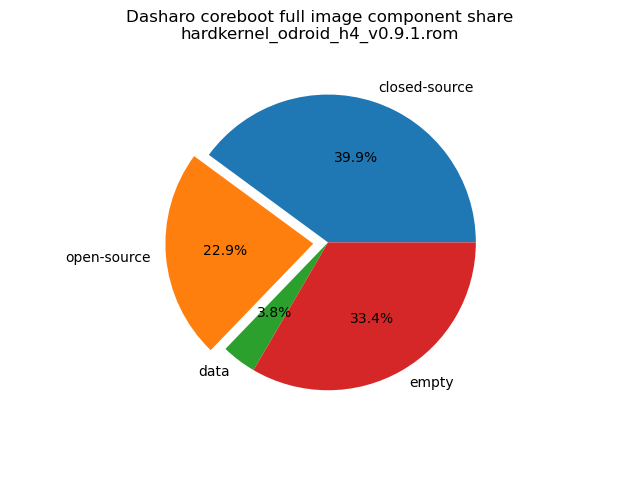 Dasharo coreboot full image component share
hardkernel_odroid_h4_v0.9.1.rom
closed-source
39.9%
open-source
22.9%
3.8%
data
33.4%
empty